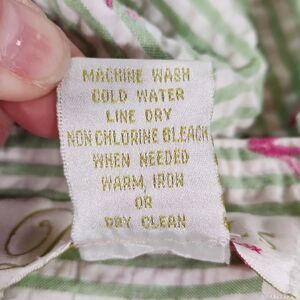 MACHINE WASH
COLD WATER
LINE DRY
NON CHLORINE BLEACH
WHEN NEEDED
WARM, IRON
OR
DRY CLEAN